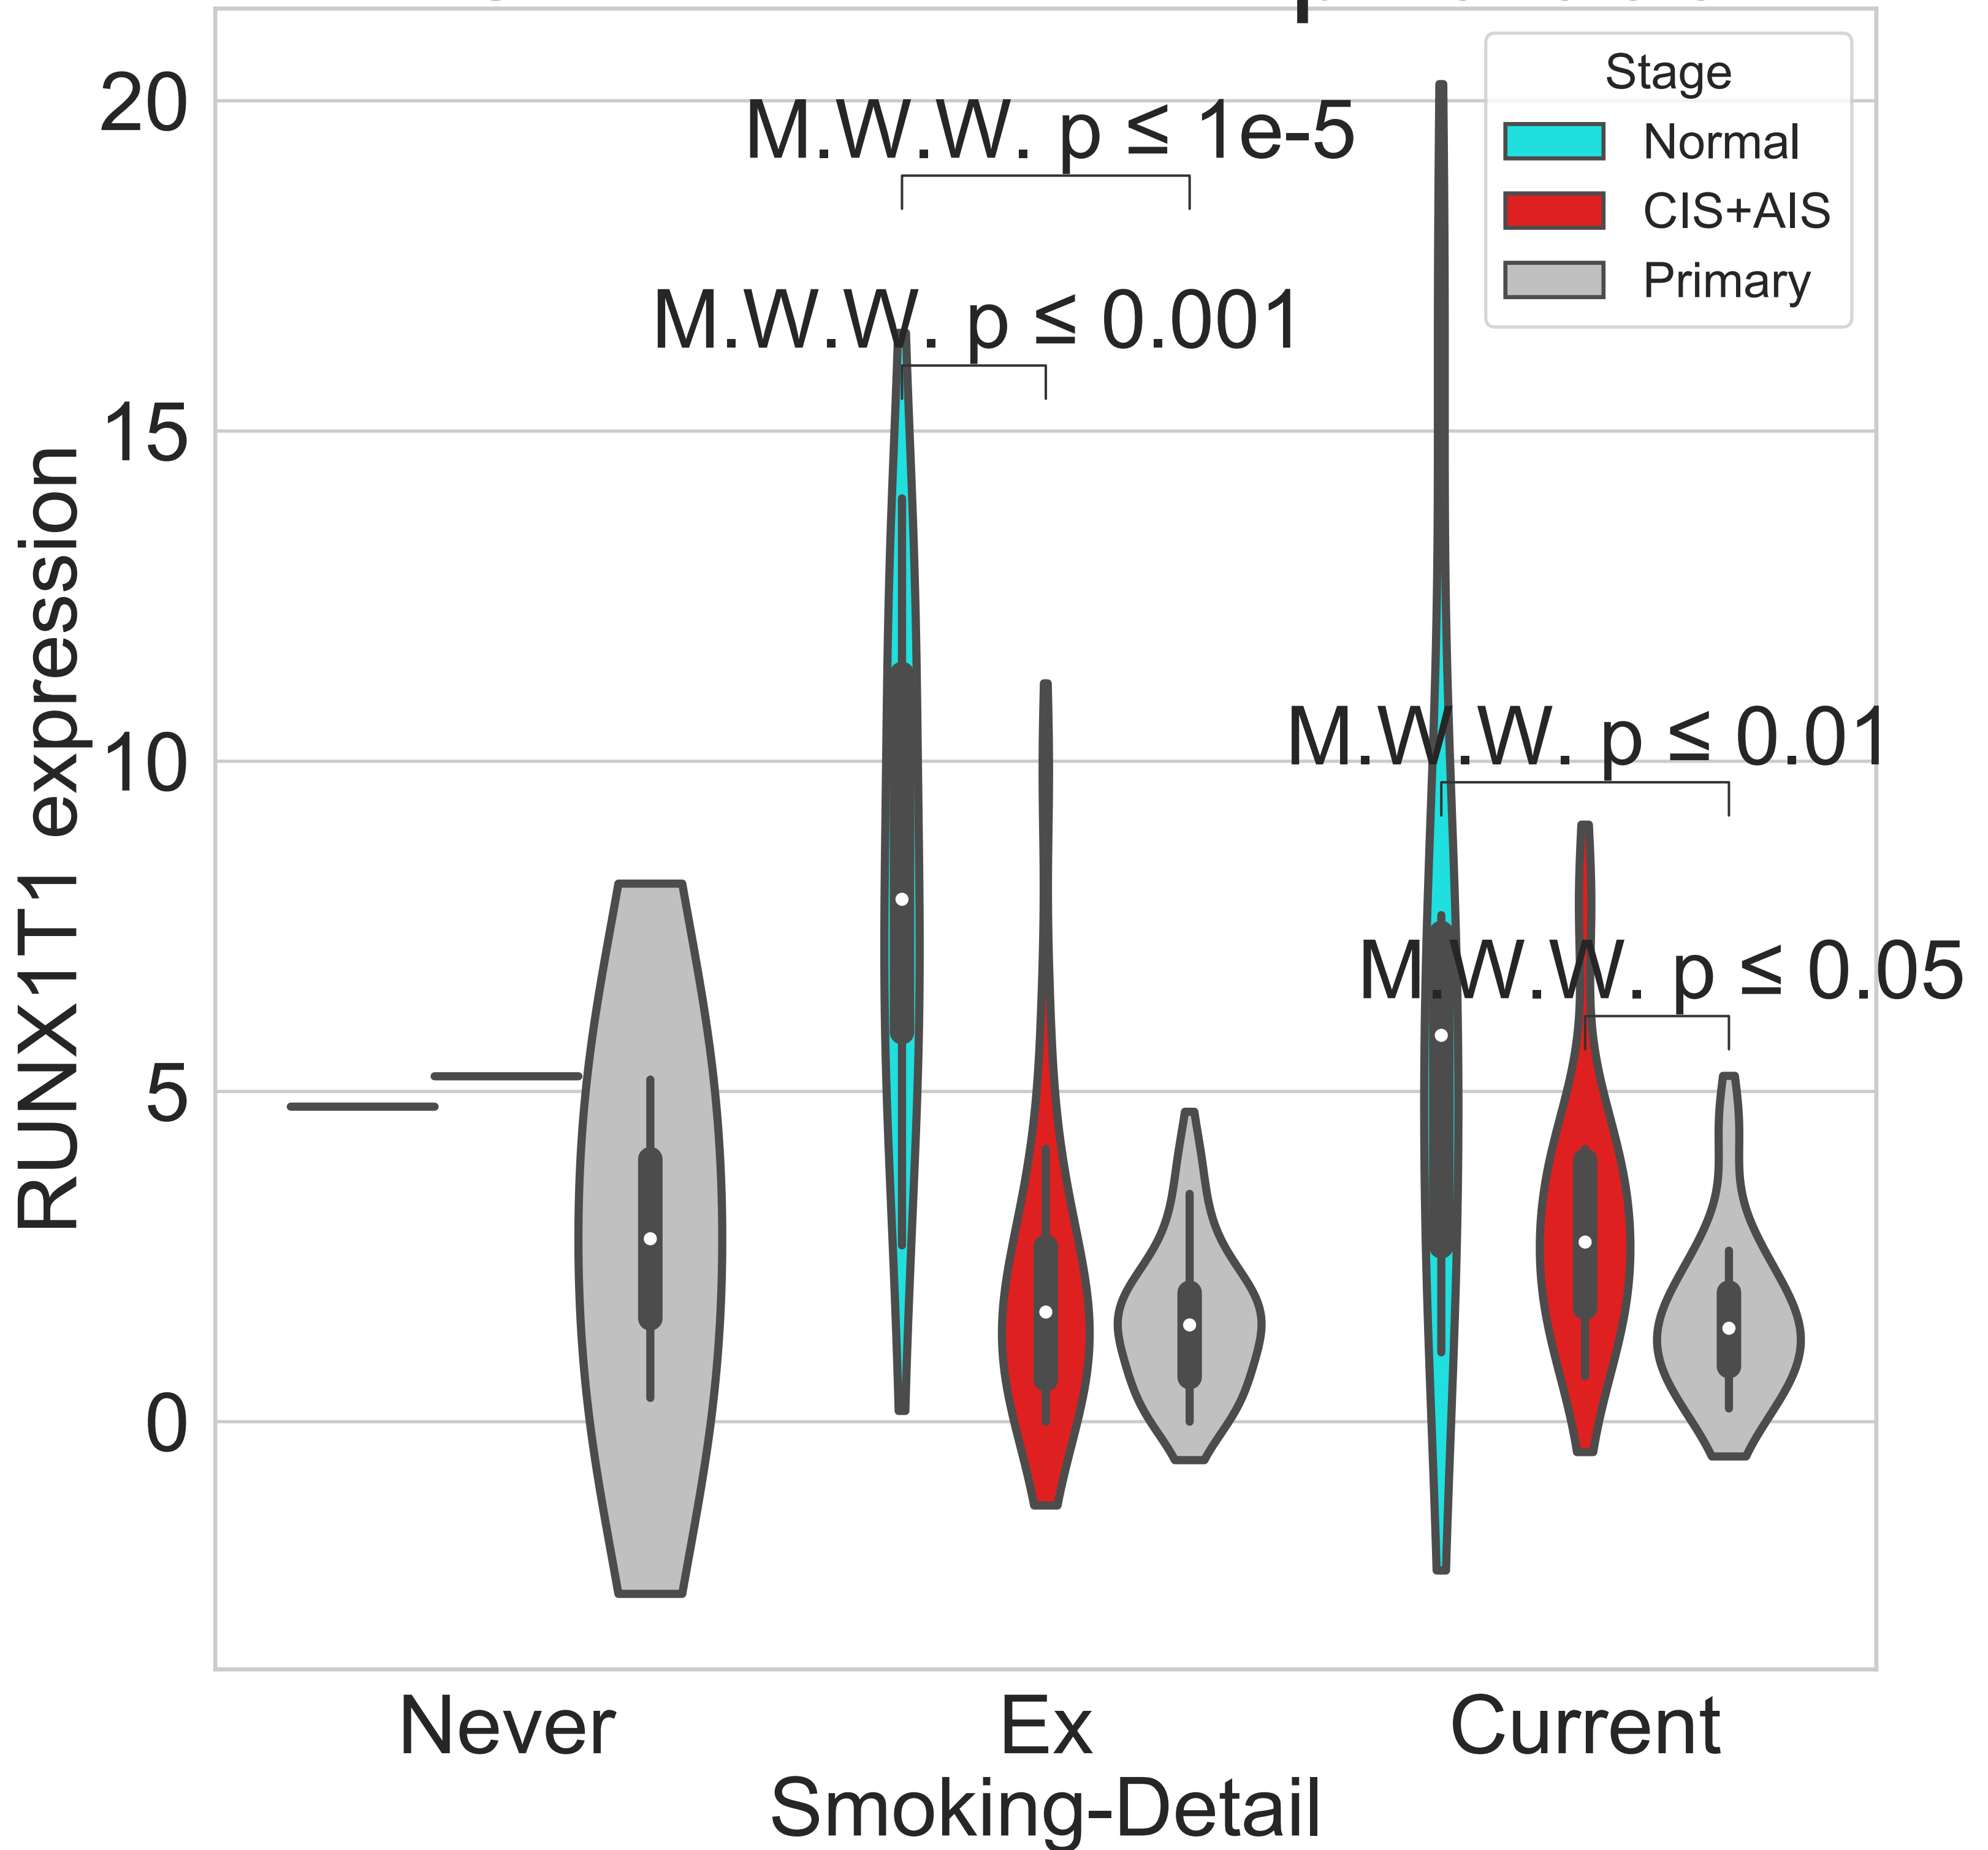 Stage
Normal
CIS+AIS
Primary
20
15
10
5
0
RUNX1T1 expression
M.W.W. p ≤ 1e-5
M.W.W. p ≤ 0.001
M.W.W. p ≤ 0.01
M.W.W. p ≤ 0.05
Never
Ex
Current
Smoking-Detail